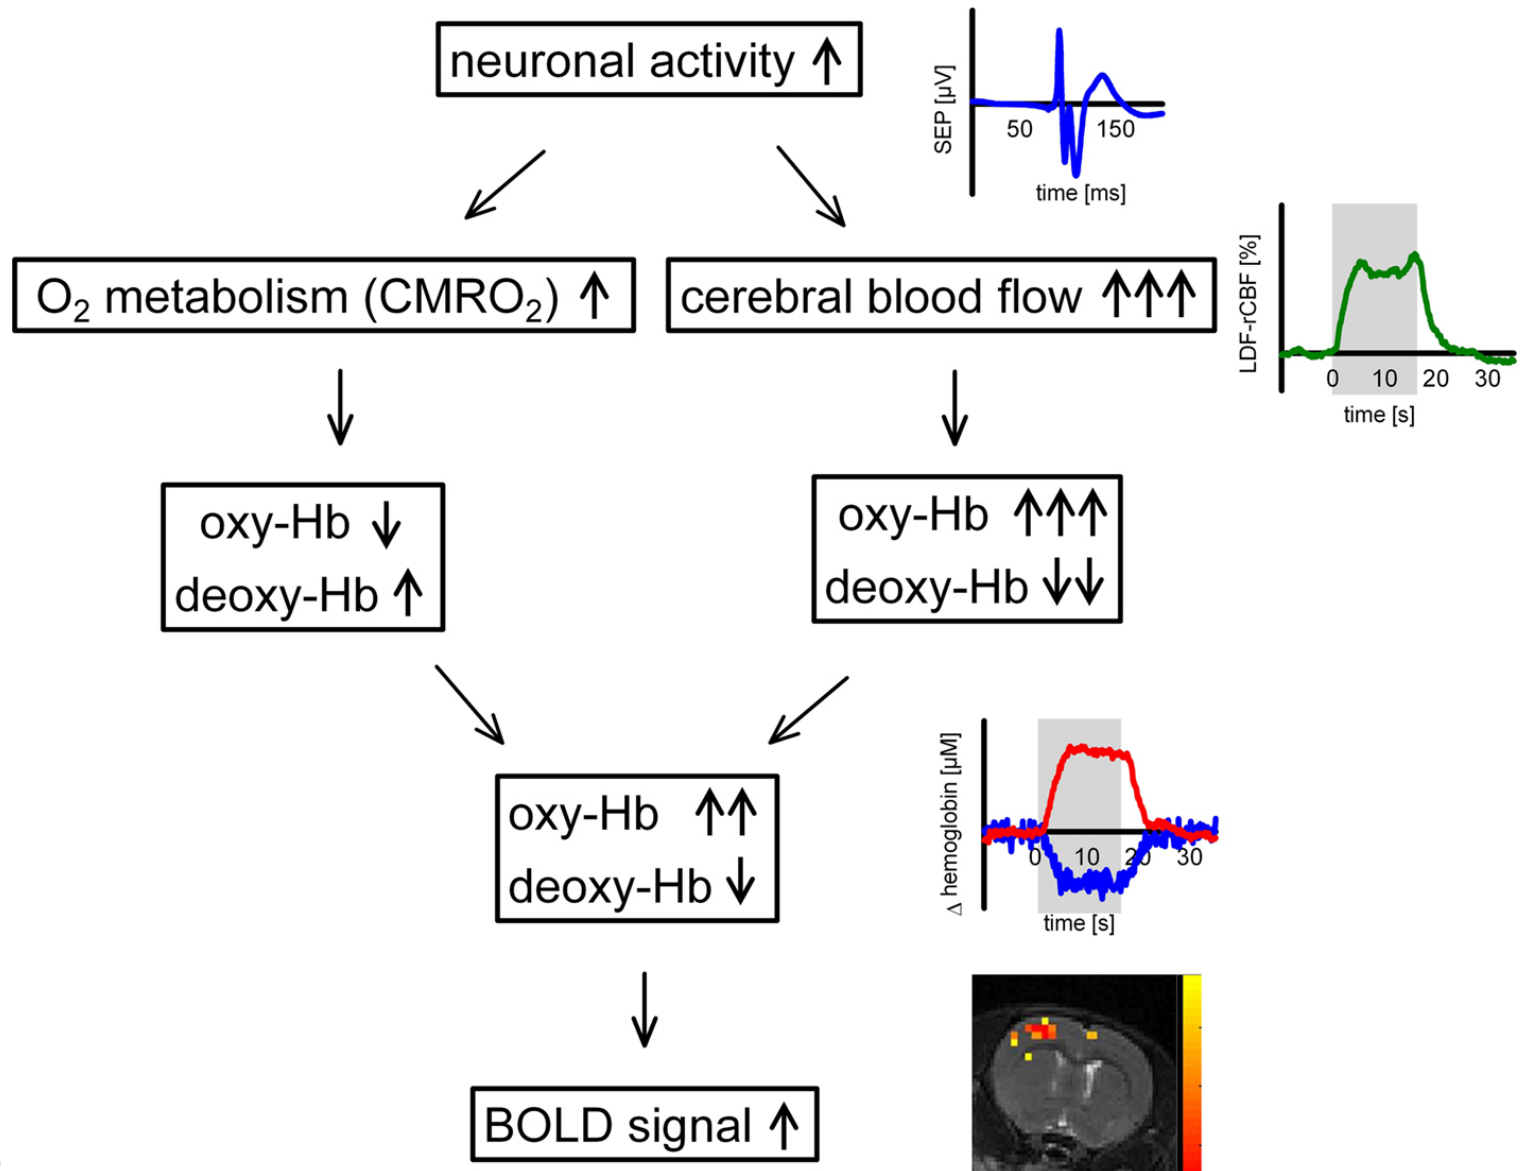 neuronal activity ↑
SEP [µV]
50 150
time [ms]
O₂ metabolism (CMRO₂) ↑
cerebral blood flow ↑↑↑
LDF-rCBF [%]
0 10 20 30
time [s]
oxy-Hb ↓
deoxy-Hb ↑
oxy-Hb ↑↑↑
deoxy-Hb ↓↓
oxy-Hb ↑↑
deoxy-Hb ↓
Δ hemoglobin [µM]
0 10 20 30
time [s]
BOLD signal ↑